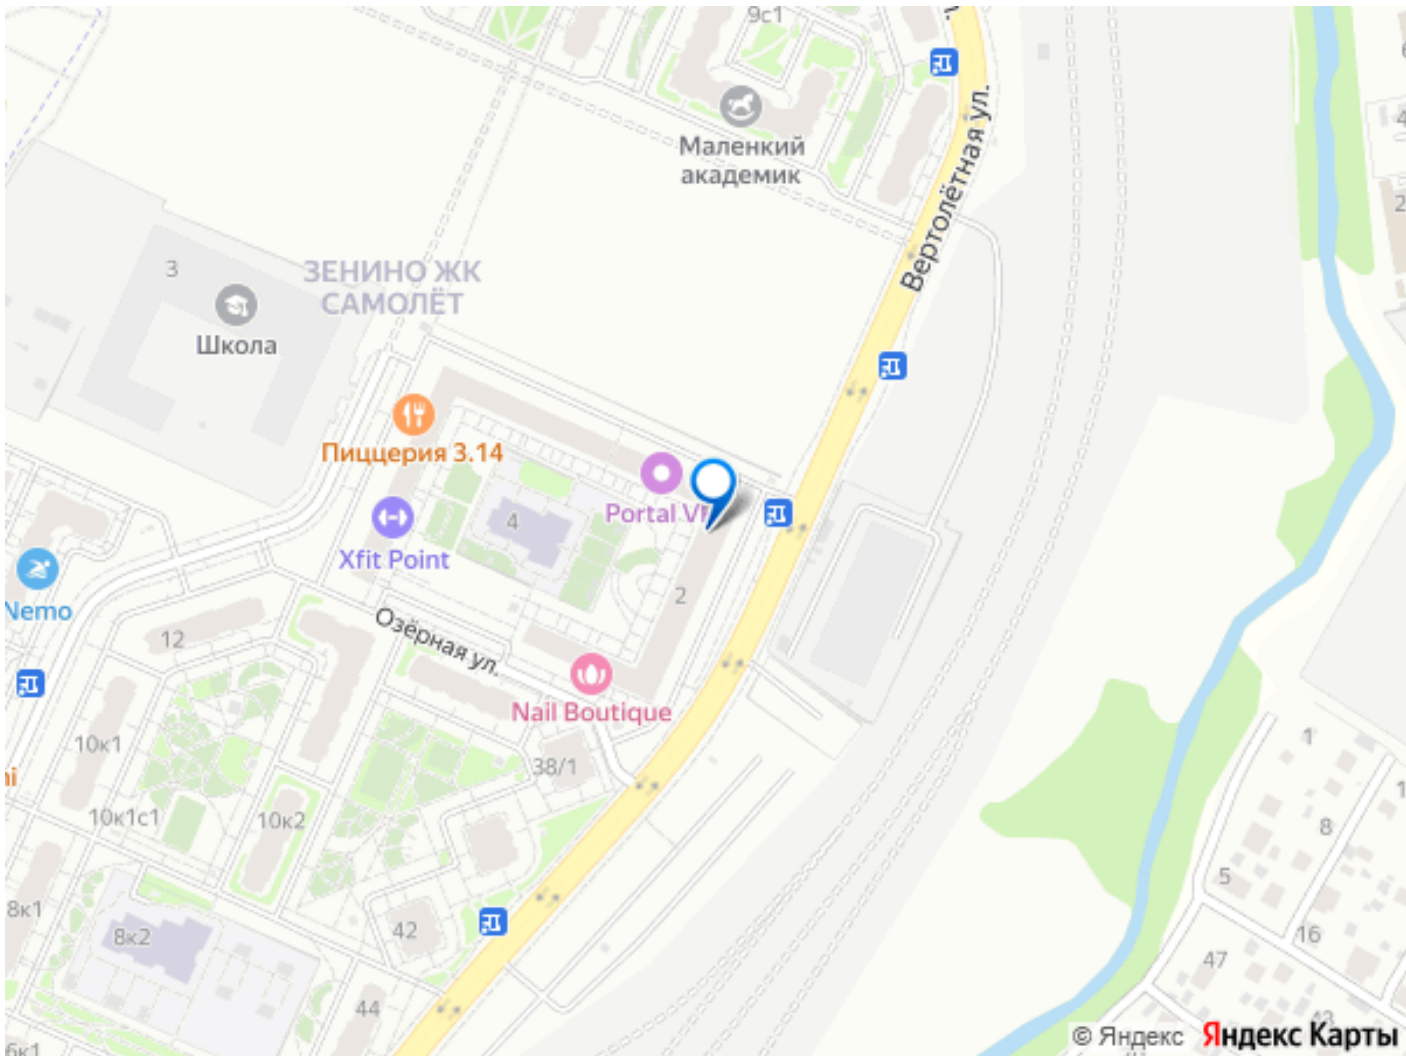 9с1
Маленкий
академик
Вертолётная ул.
3
ЗЕНИНО ЖК
САМОЛЁТ
Школа
Пиццерия 3.14
Portal
4
Xfit Point
Nemo
2
Озёрная ул.
12
Nail Boutique
10к1
38/1
1
10к1с1
10к2
8
5
8к1
8к2
42
16
47
44
43
6к1
© Яндекс Яндекс Карты